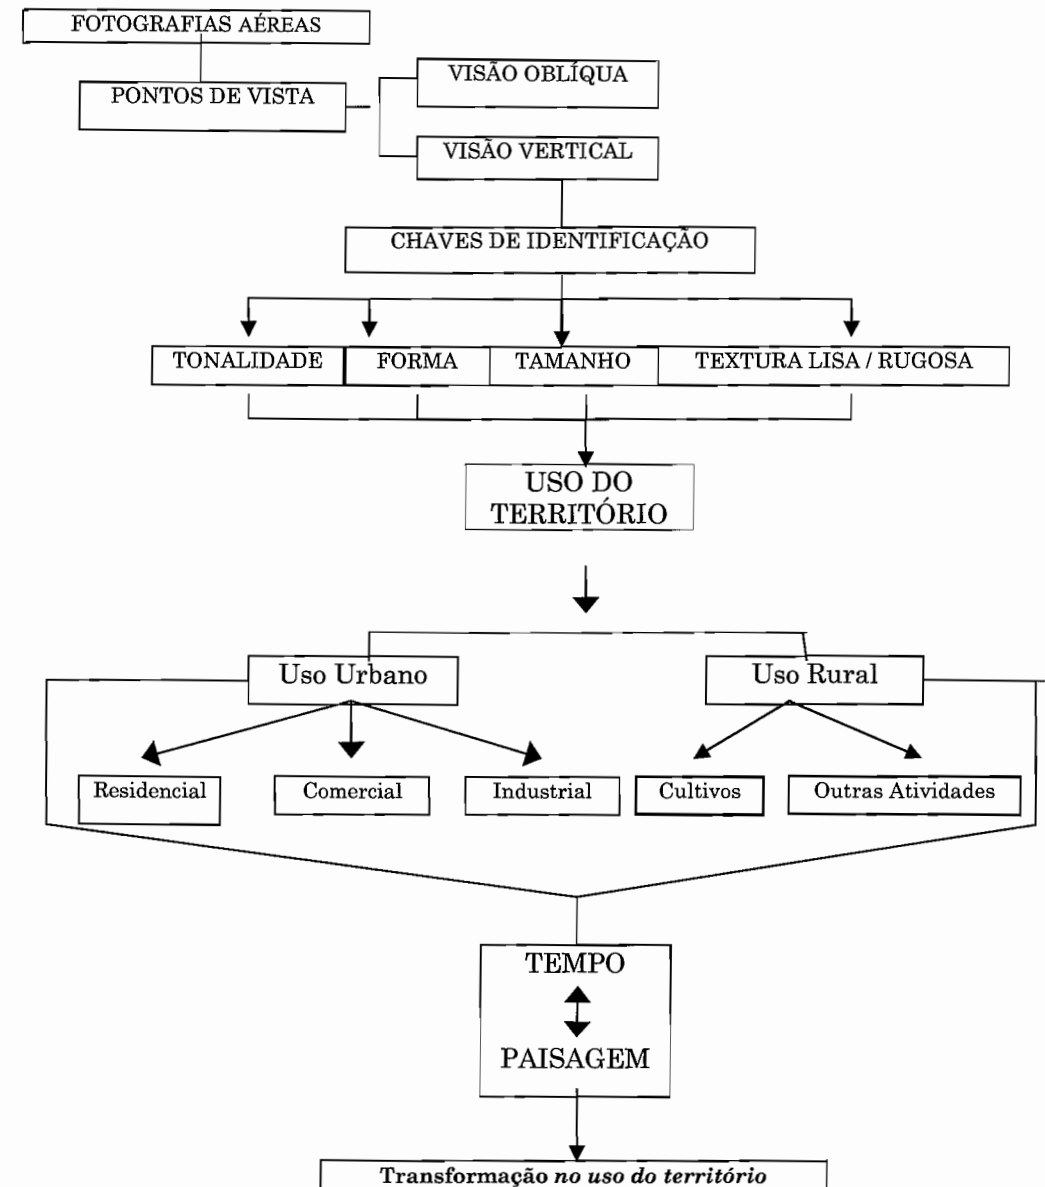 FOTOGRAFIAS AÉREAS
PONTOS DE VISTA
VISÃO OBLÍQUA
VISÃO VERTICAL
CHAVES DE IDENTIFICAÇÃO
TONALIDADE
FORMA
TAMANHO
TEXTURA LISA / RUGOSA
USO DO
TERRITÓRIO
Uso Urbano
Uso Rural
Residencial
Comercial
Industrial
Cultivos
Outras Atividades
TEMPO
PAISAGEM
Transformação no uso do território